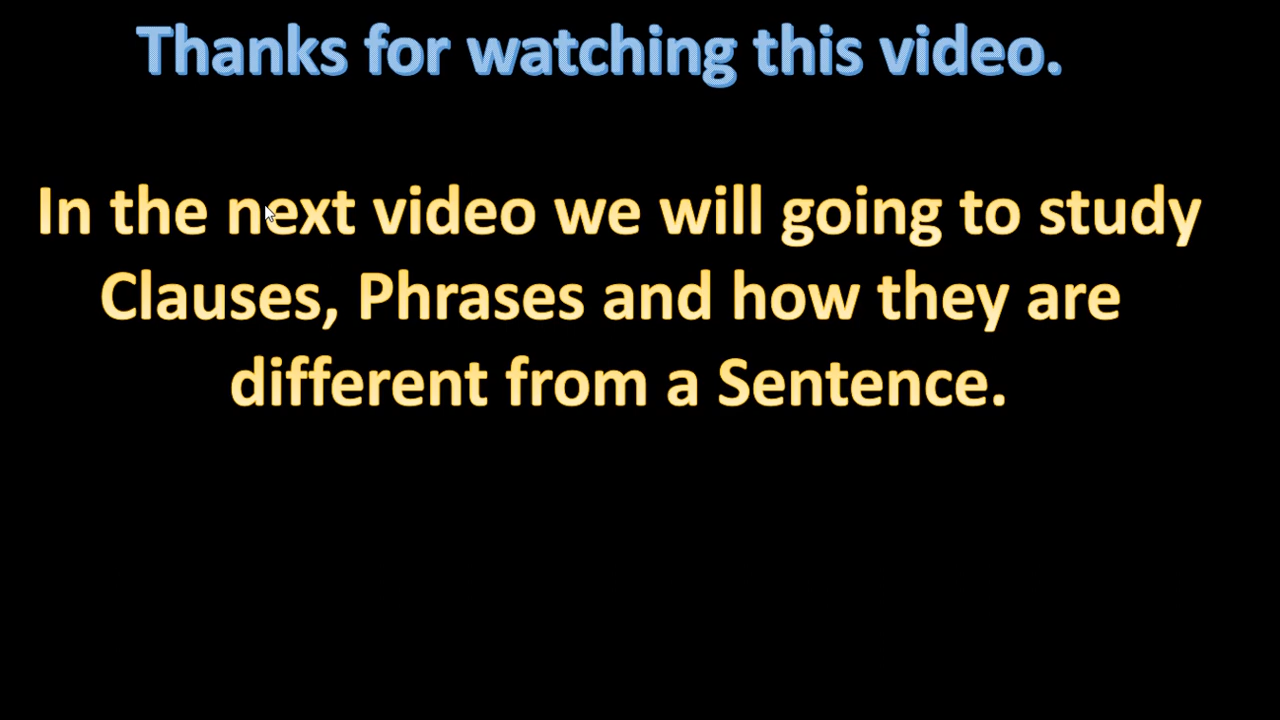 Thanks for watching this video.
In the next video we will going to study
Clauses, Phrases and how they are
different from a Sentence.